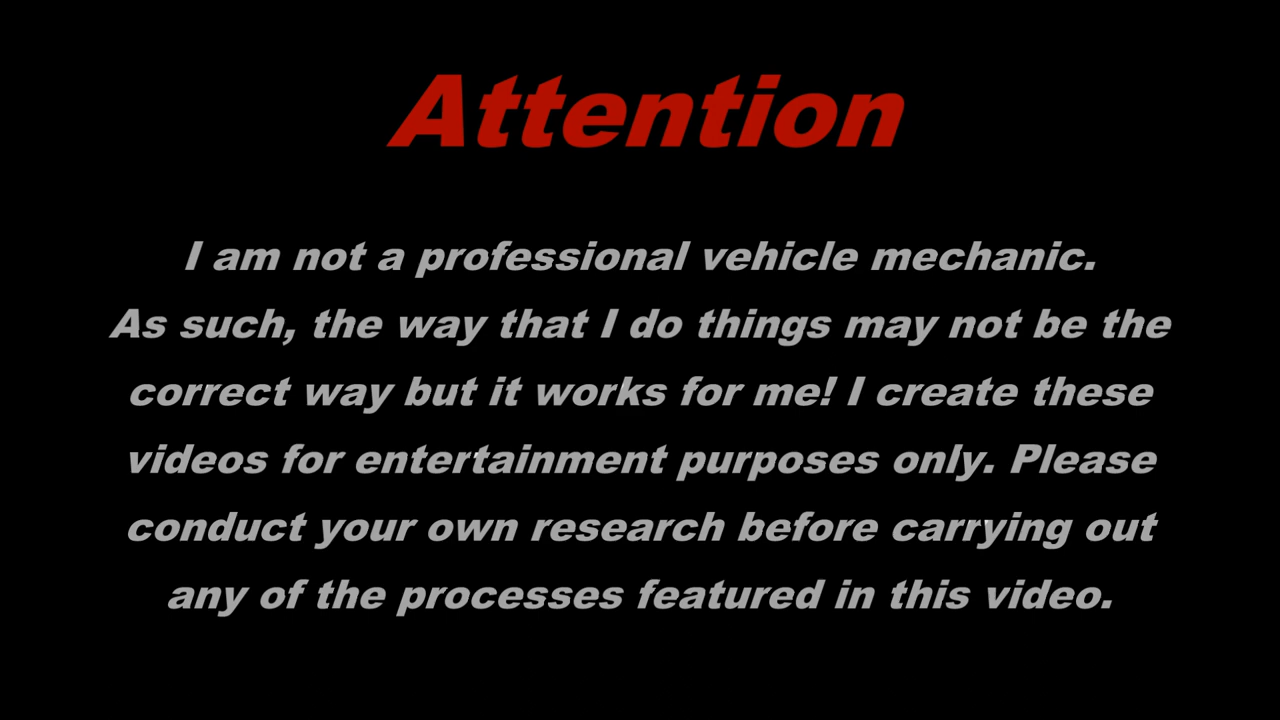 Attention
I am not a professional vehicle mechanic.
As such, the way that I do things may not be the
correct way but it works for me! I create these
videos for entertainment purposes only. Please
conduct your own research before carrying out
any of the processes featured in this video.